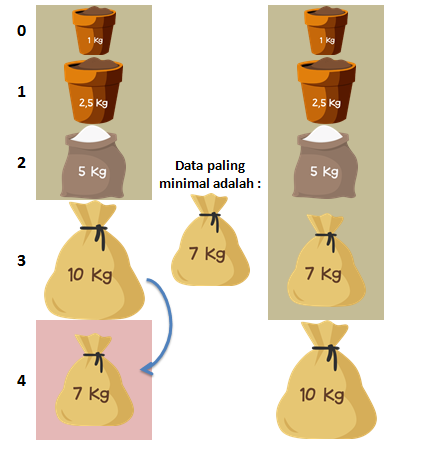 0
1 Kg
1 Kg
1
2,5 Kg
2,5 Kg
2
5 Kg
Data paling
minimal adalah :
5 Kg
3
10 Kg
7 Kg
7 Kg
4
7 Kg
10 Kg